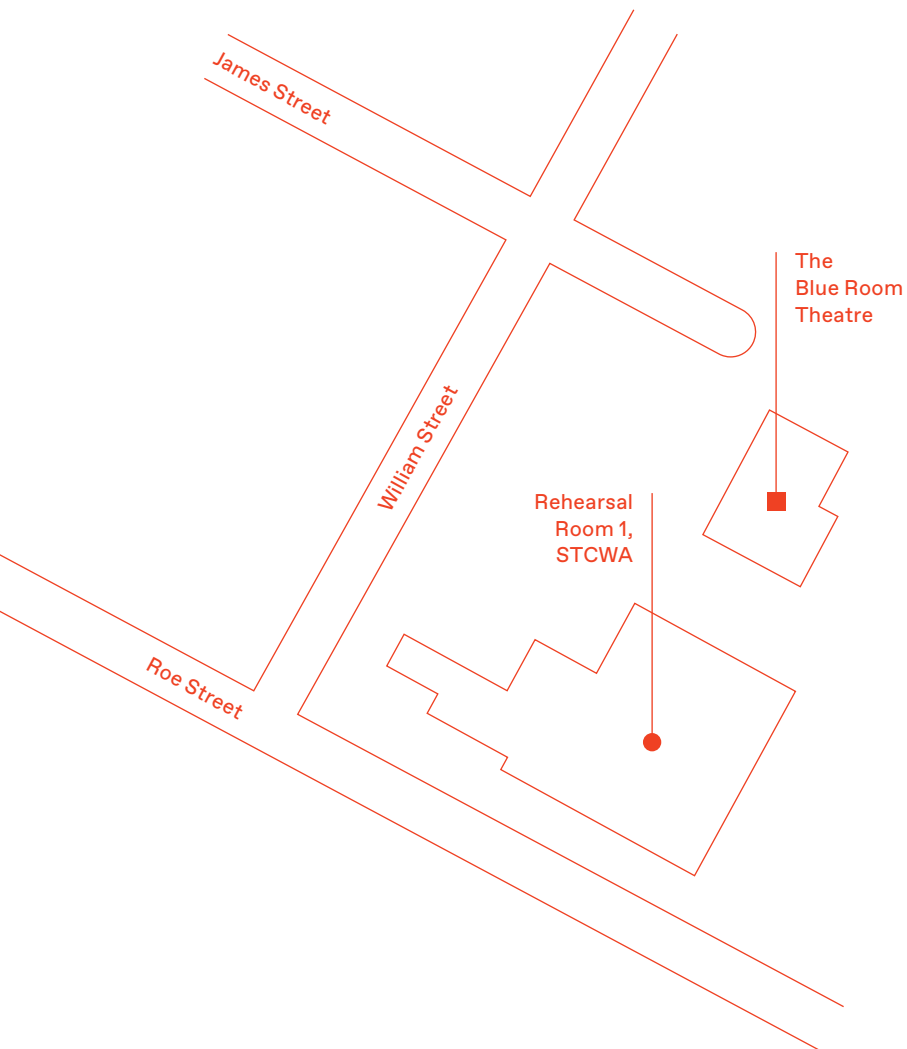 James Street
The
Blue Room
Theatre
William Street
Rehearsal
Room 1,
STCWA
Roe Street